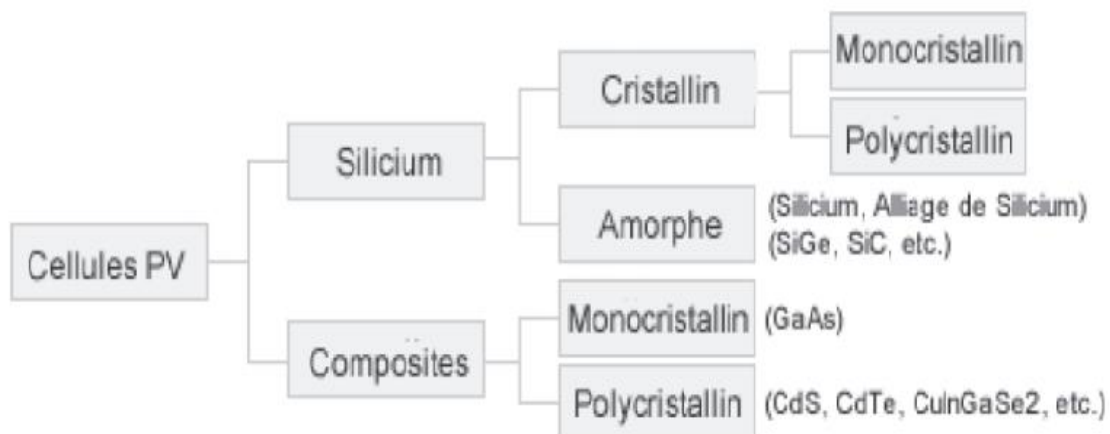 Monocristallin
Cristallin
Polycristallin
Silicium
Amorphe
(Silicium, Alliage de Silicium)
(SiGe, SiC, etc.)
Cellules PV
Monocristallin (GaAs)
Composites
Polycristallin (CdS, CdTe, CuInGaSe2, etc.)